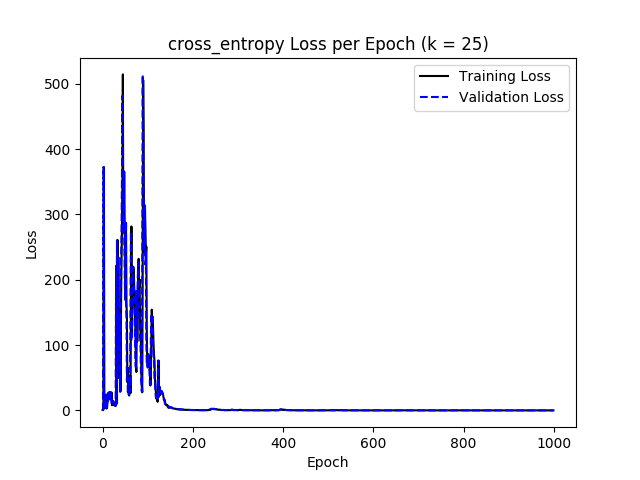 cross_entropy Loss per Epoch (k = 25)
Training Loss
Validation Loss
500
400
300
200
100
0
Loss
0 200 400 600 800 1000
Epoch